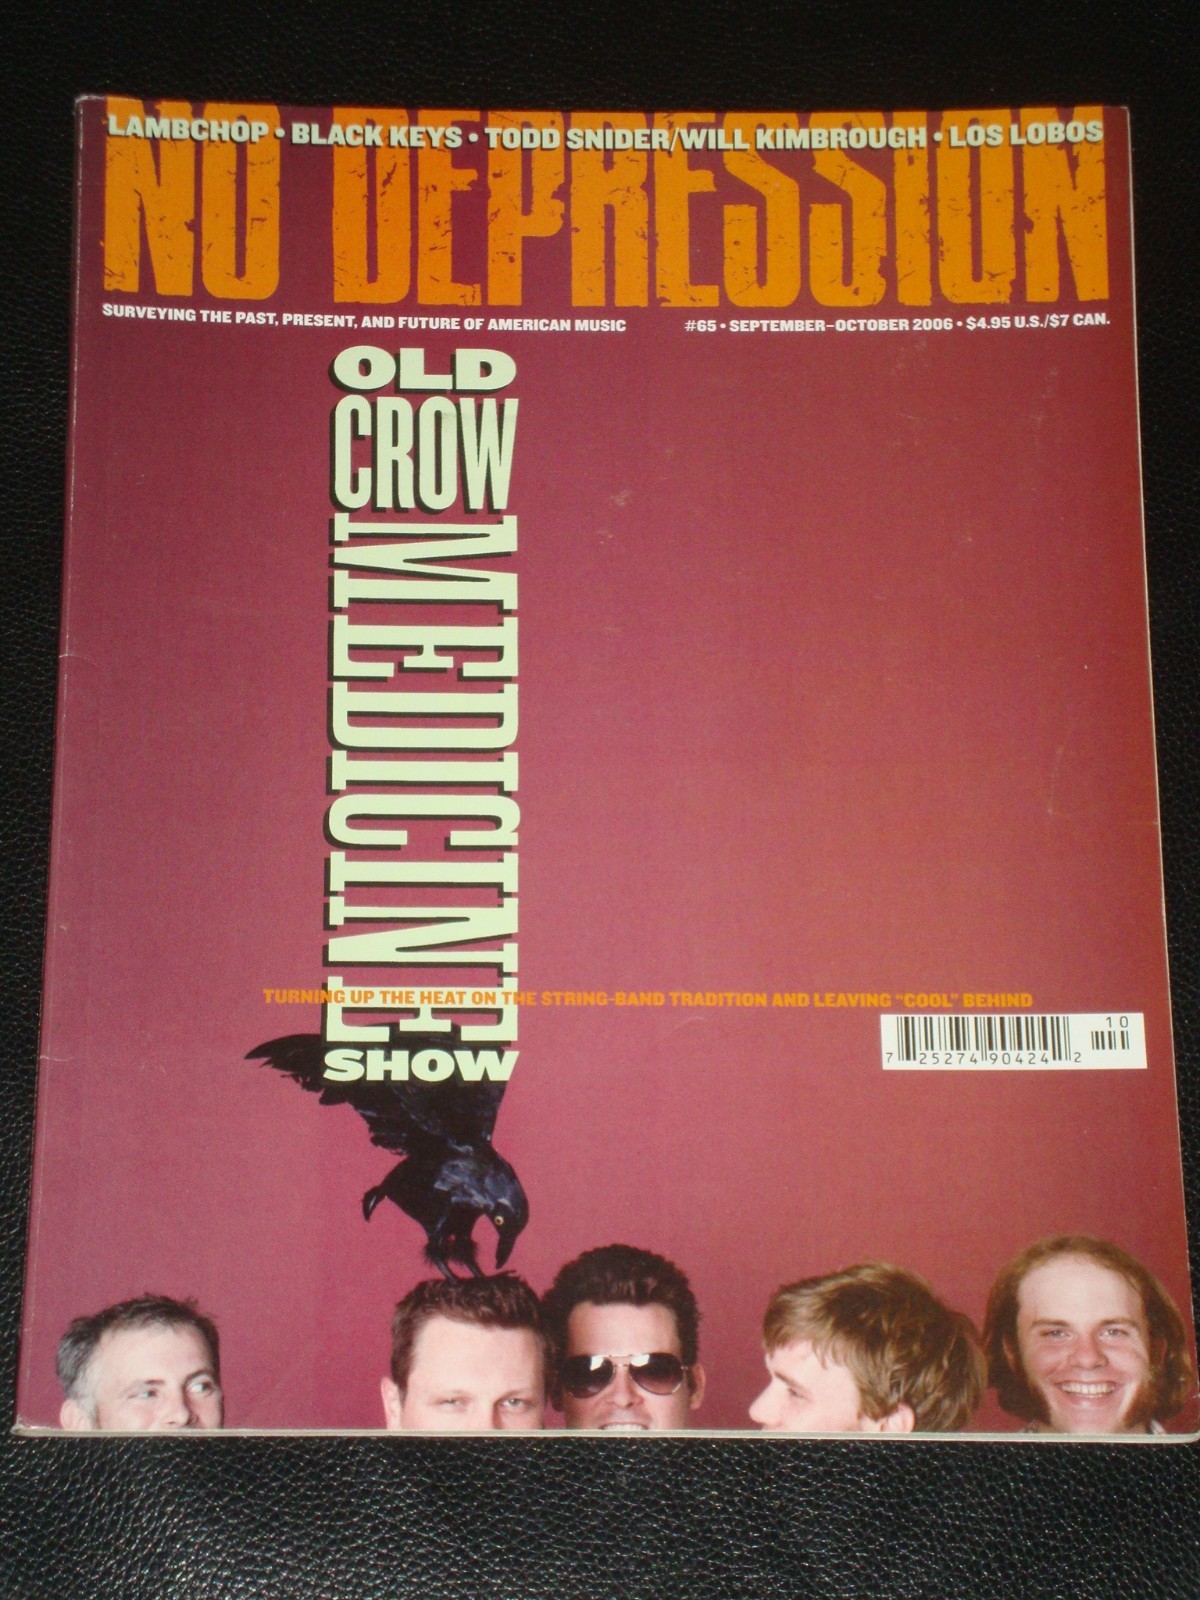 LAMBCHOP • BLACK KEYS • TODD SNIDER/WILL KIMBROUGH • LOS LOBOS
NO DEPRESSION
SURVEYING THE PAST, PRESENT, AND FUTURE OF AMERICAN MUSIC
#65 • SEPTEMBER–OCTOBER 2006 • $4.95 U.S./$7 CAN.
OLD
CROW
MEDICINE
SHOW
TURNING UP THE HEAT ON THE STRING-BAND TRADITION AND LEAVING “COOL” BEHIND
10
7 25274 90424 2